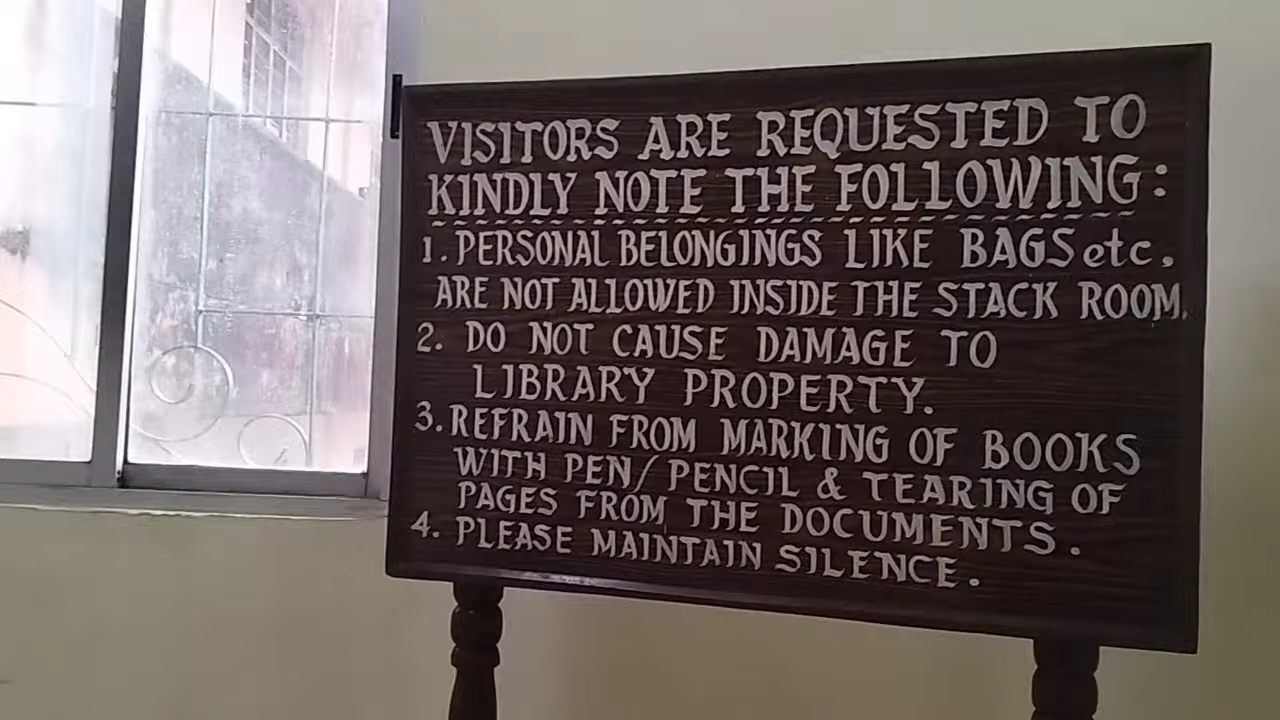 VISITORS ARE REQUESTED TO
KINDLY NOTE THE FOLLOWING:
1. PERSONAL BELONGINGS LIKE BAGS etc.
ARE NOT ALLOWED INSIDE THE STACK ROOM.
2. DO NOT CAUSE DAMAGE TO
LIBRARY PROPERTY.
3. REFRAIN FROM MARKING OF BOOKS
WITH PEN/ PENCIL & TEARING OF
PAGES FROM THE DOCUMENTS.
4. PLEASE MAINTAIN SILENCE.